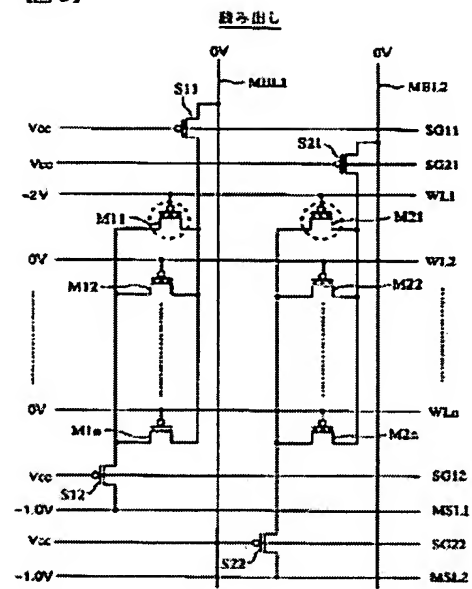 読み出し
0V 0V
MBL1 MBL2
S11
Vcc SG11
S21
Vcc SG21
-2V WL1
M11 M21
0V WL2
M12 M22
0V WLn
M1n M2n
Vcc SG12
S12
-1.0V MSL1
Vcc SG22
S22
-1.0V MSL2